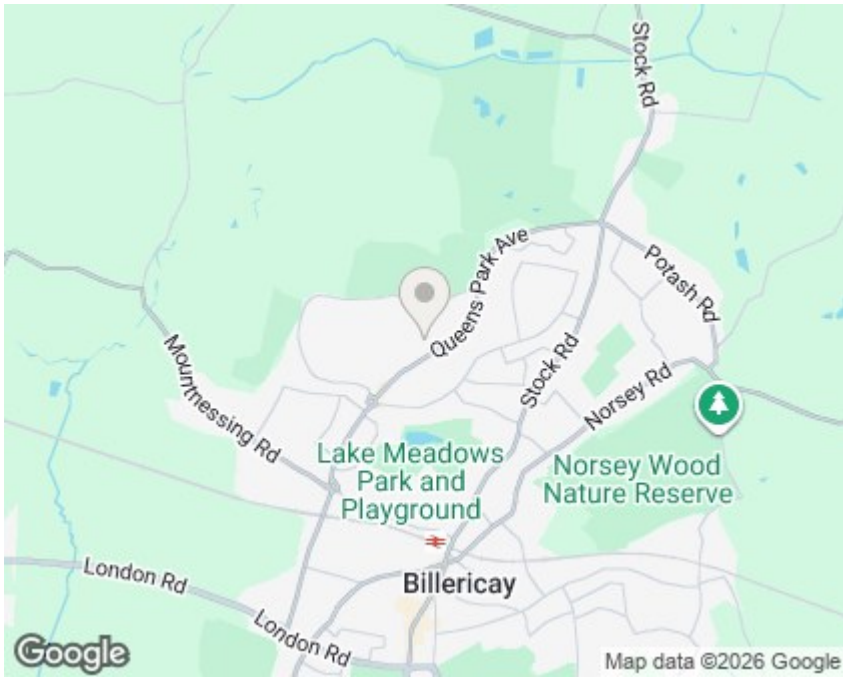 Stock Rd
Queens Park Ave
Potash Rd
Mountnessing Rd
Stock Rd
Norsey Rd
Lake Meadows
Park and
Playground
Norsey Wood
Nature Reserve
London Rd
Billericay
London Rd
Google
Map data ©2026 Google